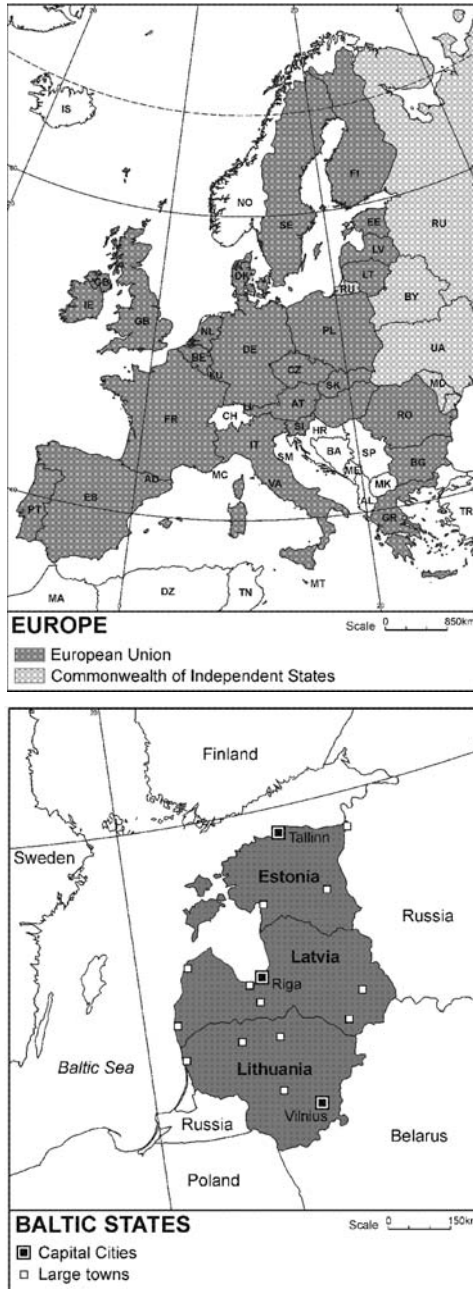 IS
NO
SE
FI
RU
EE
LV
LT
RU
BY
DK
IE
GB
GB
NL
BE
DE
PL
UA
LU
CZ
SK
MD
FR
CH
LI
AT
RO
SI
HR
IT
SM
BA
SP
BG
ME
MC
AD
VA
MK
AL
PT
ES
GR
TR
MT
MA
DZ
TN
EUROPE
Scale
0 850km
European Union
Commonwealth of Independent States
Finland
Sweden
Tallinn
Estonia
Russia
Latvia
Riga
Baltic Sea
Lithuania
Vilnius
Russia
Belarus
Poland
BALTIC STATES
Scale
0 150km
Capital Cities
Large towns